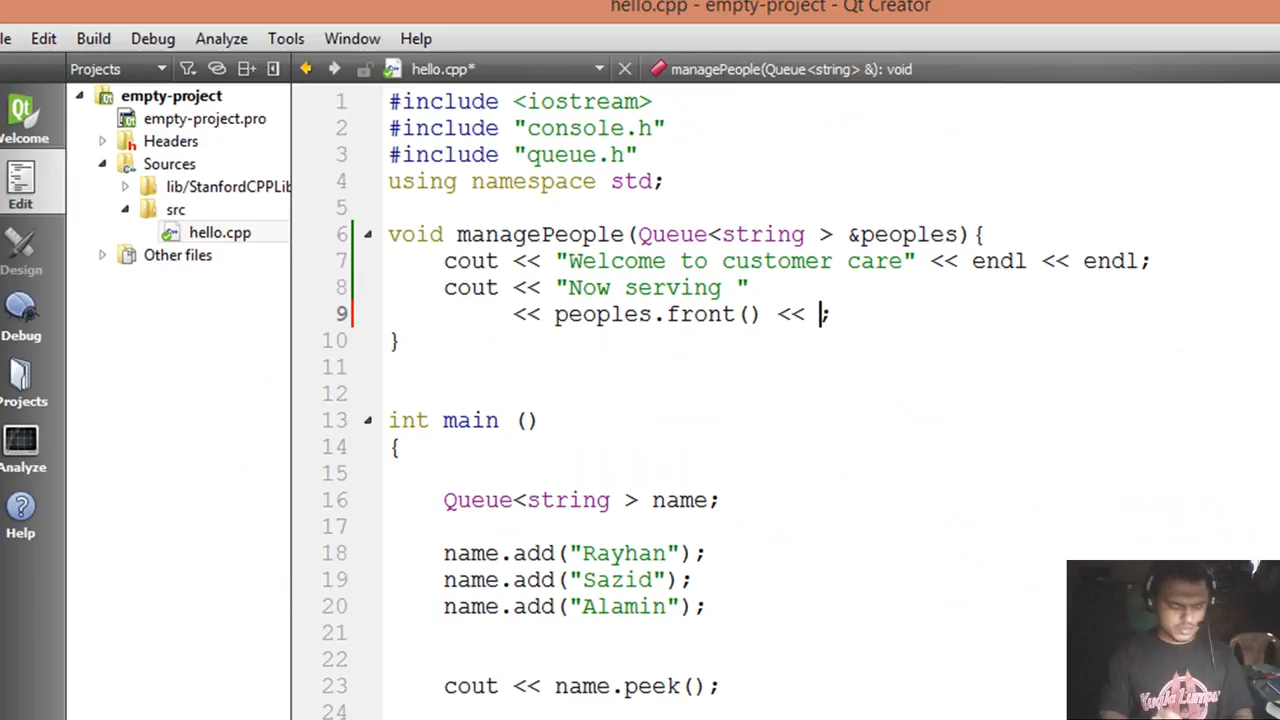 hello.cpp - empty-project - Qt Creator
le Edit Build Debug Analyze Tools Window Help
Projects hello.cpp* managePeople(Queue<string> &): void
empty-project
empty-project.pro
Headers
Sources
lib/StanfordCPPLib
src
hello.cpp
Other files
Welcome
Edit
Design
Debug
Projects
Analyze
Help
1 #include <iostream>
2 #include "console.h"
3 #include "queue.h"
4 using namespace std;
5
6 void managePeople(Queue<string > &peoples){
7 cout << "Welcome to customer care" << endl << endl;
8 cout << "Now serving "
9 << peoples.front() << ;
10 }
11
12
13 int main ()
14 {
15
16 Queue<string > name;
17
18 name.add("Rayhan");
19 name.add("Sazid");
20 name.add("Alamin");
21
22
23 cout << name.peek();
24